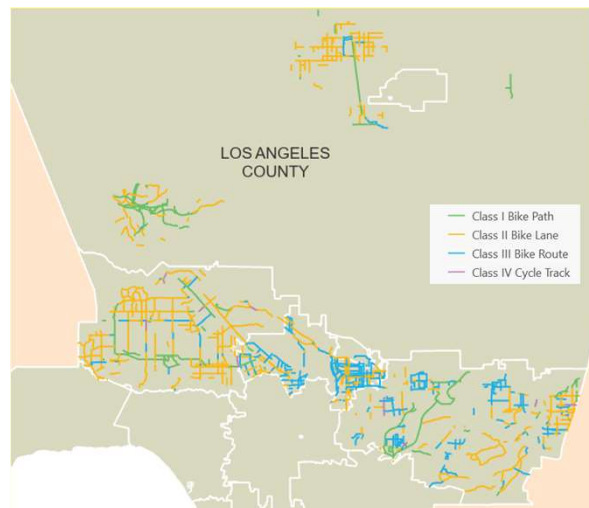 LOS ANGELES
COUNTY
Class I Bike Path
Class II Bike Lane
Class III Bike Route
Class IV Cycle Track